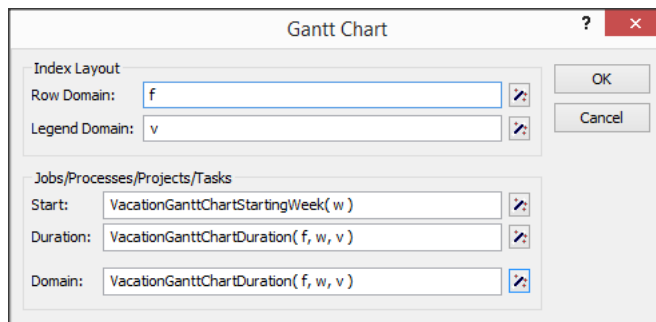 Gantt Chart
?
×
Index Layout
Row Domain: f
Legend Domain: v
OK
Cancel
Jobs/Processes/Projects/Tasks
Start: VacationGanttChartStartingWeek( w )
Duration: VacationGanttChartDuration( f, w, v )
Domain: VacationGanttChartDuration( f, w, v )